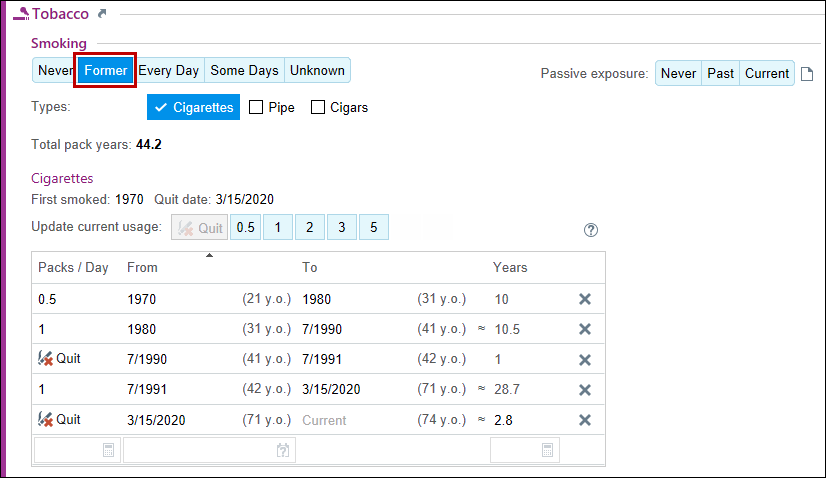 Tobacco
Smoking
Never Former Every Day Some Days Unknown Passive exposure: Never Past Current
Types: Cigarettes Pipe Cigars
Total pack years: 44.2
Cigarettes
First smoked: 1970 Quit date: 3/15/2020
Update current usage: Quit 0.5 1 2 3 5 ?
Packs / Day From To Years
0.5 1970 (21 y.o.) 1980 (31 y.o.) 10
1 1980 (31 y.o.) 7/1990 (41 y.o.) ≈ 10.5
Quit 7/1990 (41 y.o.) 7/1991 (42 y.o.) 1
1 7/1991 (42 y.o.) 3/15/2020 (71 y.o.) ≈ 28.7
Quit 3/15/2020 (71 y.o.) Current (74 y.o.) ≈ 2.8